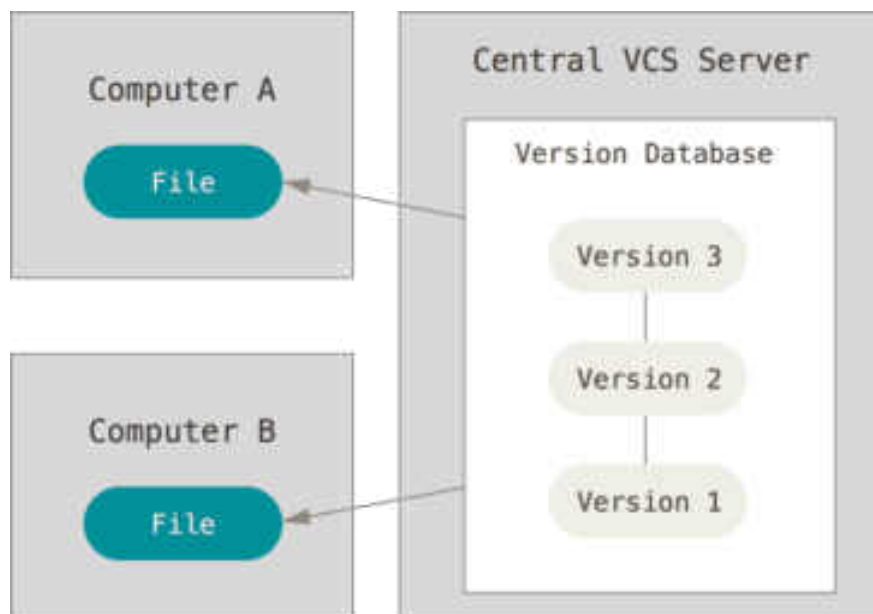 Computer A
File
Computer B
File
Central VCS Server
Version Database
Version 3
Version 2
Version 1